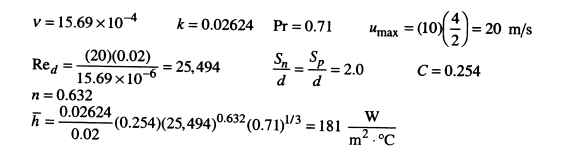 ν = 15.69 × 10⁻⁴ k = 0.02624 Pr = 0.71 u_max = (10)(4/2) = 20 m/s
Re_d = (20)(0.02)/(15.69 × 10⁻⁶) = 25,494 S_n/d = S_p/d = 2.0 C = 0.254
n = 0.632
h̄ = 0.02624/0.02 (0.254)(25,494)^0.632 (0.71)^1/3 = 181 W/(m² · °C)